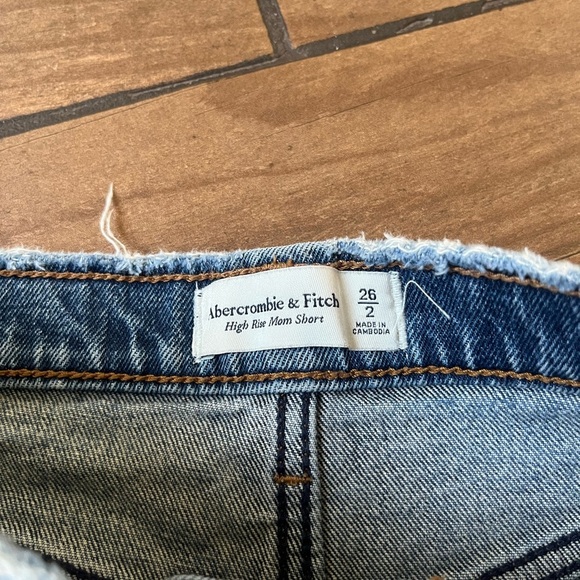 Abercrombie & Fitch
High Rise Mom Short
26
2
MADE IN
CAMBODIA